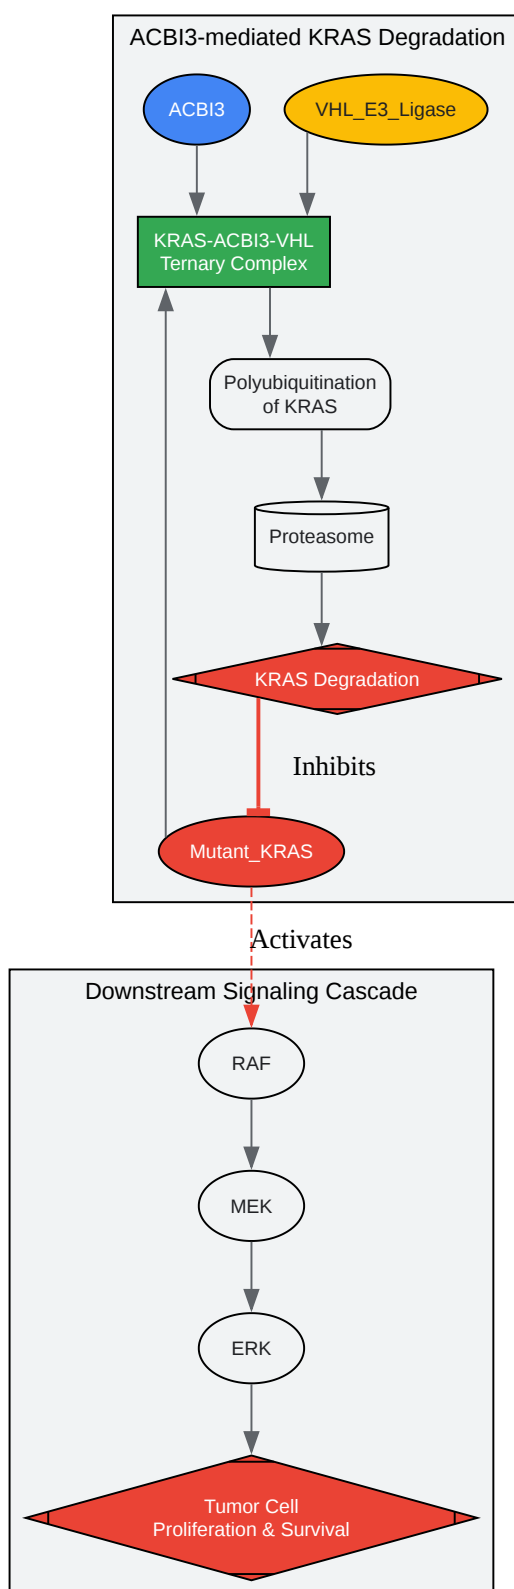 ACBI3-mediated KRAS Degradation
ACBI3
VHL_E3_Ligase
KRAS-ACBI3-VHL
Ternary Complex
Polyubiquitination
of KRAS
Proteasome
KRAS Degradation
Inhibits
Mutant_KRAS
Activates
Downstream Signaling Cascade
RAF
MEK
ERK
Tumor Cell
Proliferation & Survival